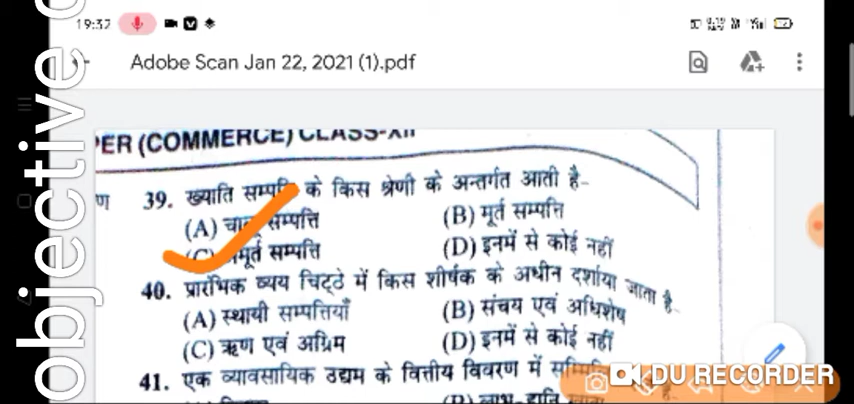 19:37
Adobe Scan Jan 22, 2021 (1).pdf
objective
PER (COMMERCE) CLASS-XII
ण
39. ख्याति सम्पत्ति के किस श्रेणी के अन्तर्गत आती है-
(A) चालू सम्पत्ति (B) मूर्त सम्पत्ति
(C) अमूर्त सम्पत्ति (D) इनमें से कोई नहीं
40. प्रारंभिक व्यय चिट्ठे में किस शीर्षक के अधीन दर्शाया जाता है-
(A) स्थायी सम्पत्तियाँ (B) संचय एवं अधिशेष
(C) ऋण एवं अग्रिम (D) इनमें से कोई नहीं
41. एक व्यावसायिक उद्यम के वित्तीय विवरण में
(B) लाभ-हानि
DU RECORDER